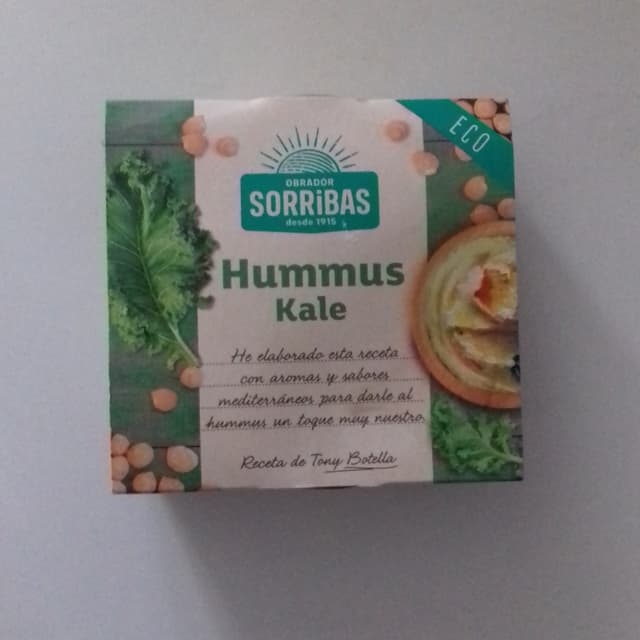 ECO
OBRADOR
SORRiBAS
desde 1915
Hummus
Kale
He elaborado esta receta
con aromas y sabores
mediterráneos para darle al
hummus un toque muy nuestro.
Receta de Tony Botella